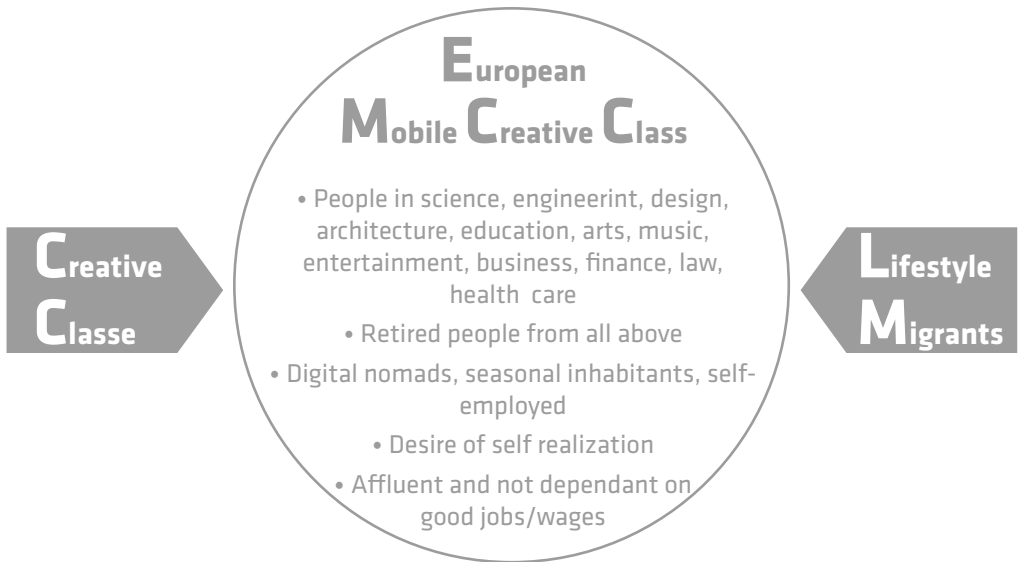 European
Mobile Creative Class
• People in science, engineerint, design,
architecture, education, arts, music,
entertainment, business, finance, law,
health care
• Retired people from all above
• Digital nomads, seasonal inhabitants, self-
employed
• Desire of self realization
• Affluent and not dependant on
good jobs/wages
Creative
Classe
Lifestyle
Migrants